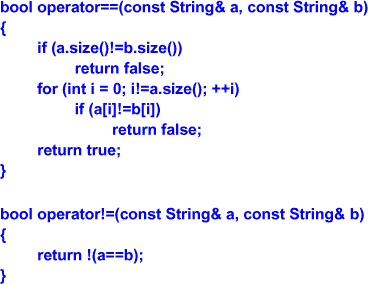 bool operator==(const String& a, const String& b)
{
if (a.size()!=b.size())
return false;
for (int i = 0; i!=a.size(); ++i)
if (a[i]!=b[i])
return false;
return true;
}
bool operator!=(const String& a, const String& b)
{
return !(a==b);
}